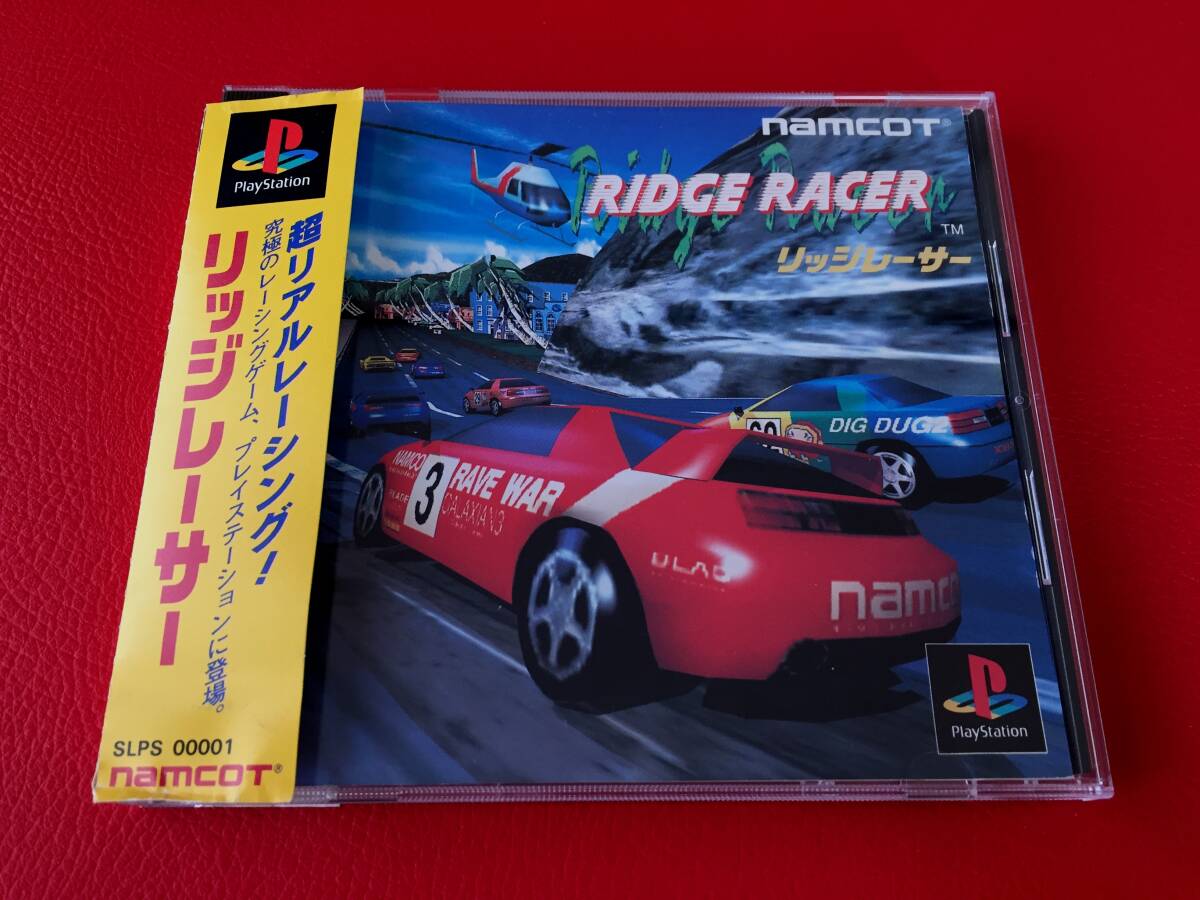 PlayStation
超リアルレーシング!
究極のレーシングゲーム、プレイステーションに登場。
リッジレーサー
SLPS 00001
namcot®
namcot®
Ridge Racer
RIDGE RACER
TM
リッジレーサー
DIG DUG2
NAMCO
3
RAVE WAR
GALAXIAN3
namco
PlayStation